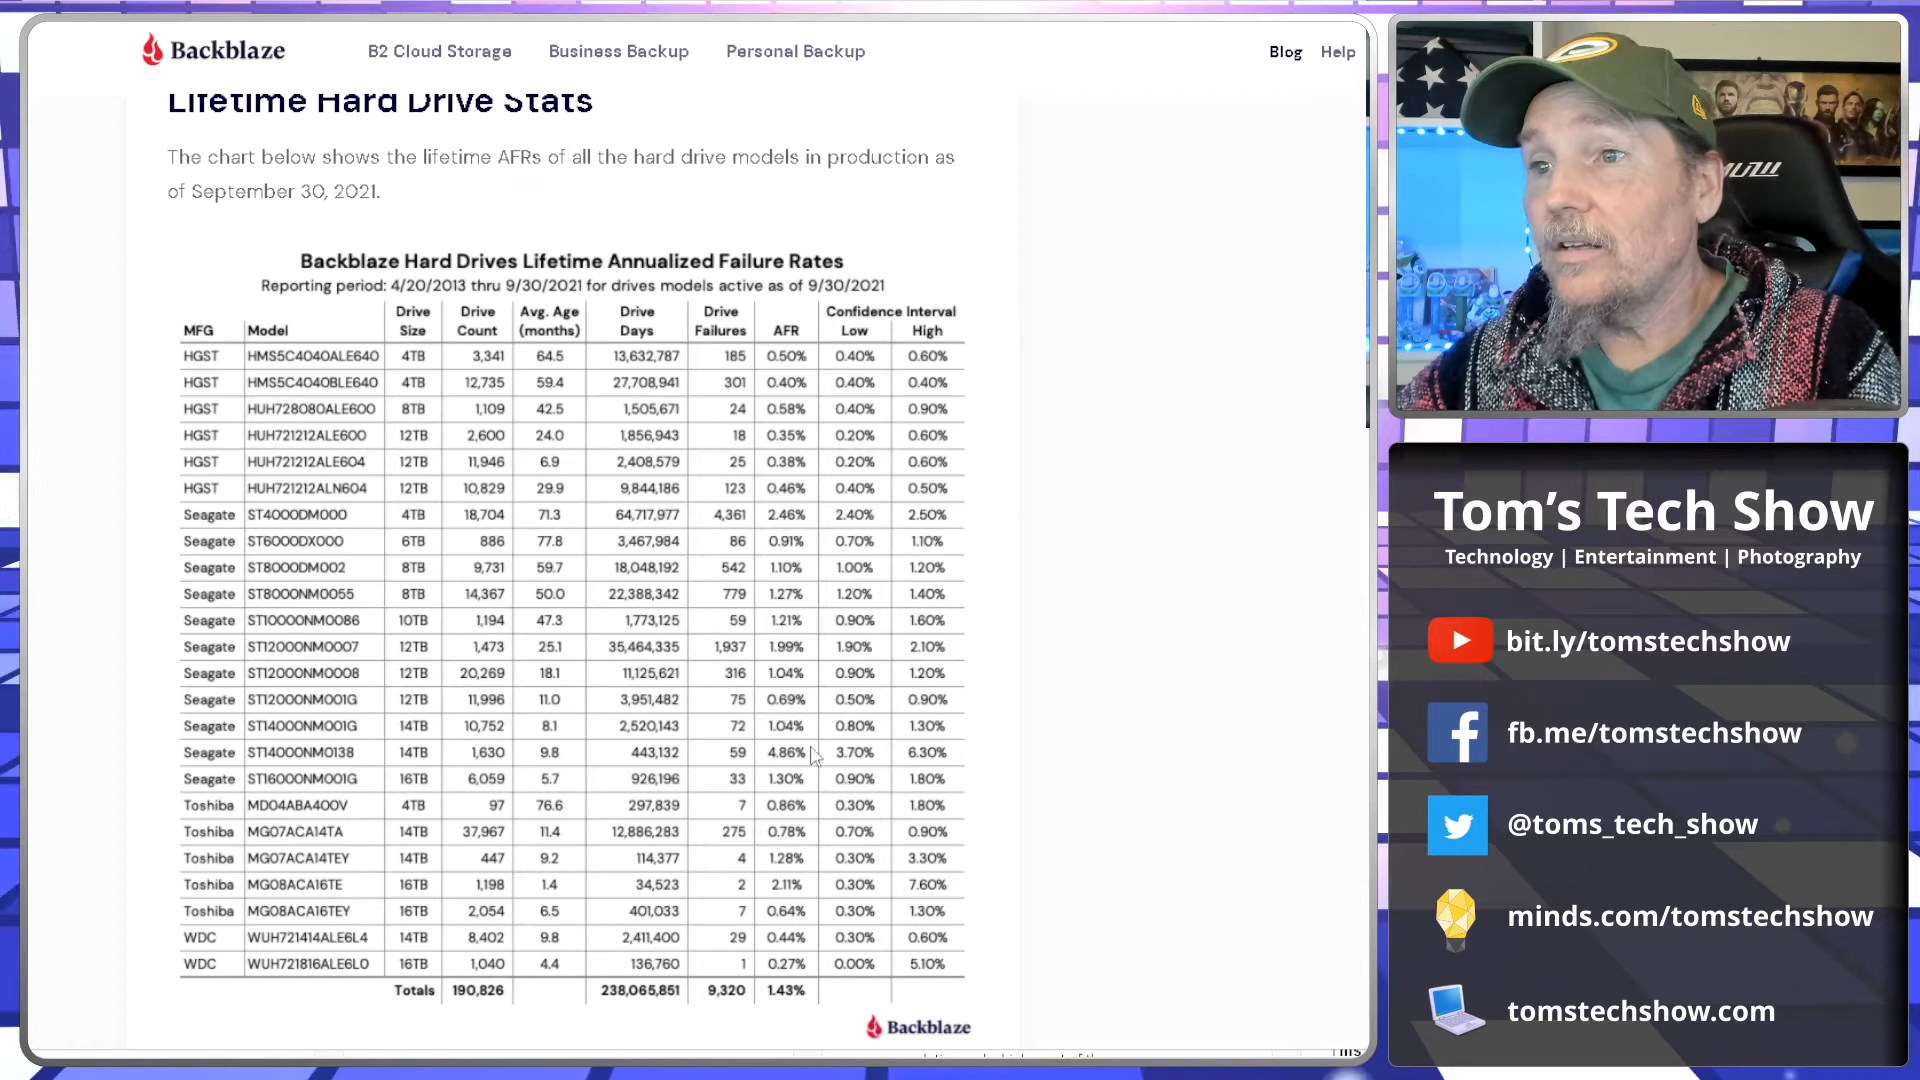 Backblaze B2 Cloud Storage Business Backup Personal Backup Blog Help
Lifetime Hard Drive Stats
The chart below shows the lifetime AFRs of all the hard drive models in production as
of September 30, 2021.
Backblaze Hard Drives Lifetime Annualized Failure Rates
Reporting period: 4/20/2013 thru 9/30/2021 for drives models active as of 9/30/2021
Drive Drive Avg. Age Drive Drive Confidence Interval
MFG Model Size Count (months) Days Failures AFR Low High
HGST HMS5C4040ALE640 4TB 3,341 64.5 13,632,787 185 0.50% 0.40% 0.60%
HGST HMS5C4040BLE640 4TB 12,735 59.4 27,708,941 301 0.40% 0.40% 0.40%
HGST HUH728080ALE600 8TB 1,109 42.5 1,505,671 24 0.58% 0.40% 0.90%
HGST HUH721212ALE600 12TB 2,600 24.0 1,856,943 18 0.35% 0.20% 0.60%
HGST HUH721212ALE604 12TB 11,946 6.9 2,408,579 25 0.38% 0.20% 0.60%
HGST HUH721212ALN604 12TB 10,829 29.9 9,844,186 123 0.46% 0.40% 0.50%
Seagate ST4000DM000 4TB 18,704 71.3 64,717,977 4,361 2.46% 2.40% 2.50%
Seagate ST6000DX000 6TB 886 77.8 3,467,984 86 0.91% 0.70% 1.10%
Seagate ST8000DM002 8TB 9,731 59.7 18,048,192 542 1.10% 1.00% 1.20%
Seagate ST8000NM0055 8TB 14,367 50.0 22,388,342 779 1.27% 1.20% 1.40%
Seagate ST10000NM0086 10TB 1,194 47.3 1,773,125 59 1.21% 0.90% 1.60%
Seagate ST12000NM0007 12TB 1,473 25.1 35,464,335 1,937 1.99% 1.90% 2.10%
Seagate ST12000NM0008 12TB 20,269 18.1 11,125,621 316 1.04% 0.90% 1.20%
Seagate ST12000NM001G 12TB 11,996 11.0 3,951,482 75 0.69% 0.50% 0.90%
Seagate ST14000NM001G 14TB 10,752 8.1 2,520,143 72 1.04% 0.80% 1.30%
Seagate ST14000NM0138 14TB 1,630 9.8 443,132 59 4.86% 3.70% 6.30%
Seagate ST16000NM001G 16TB 6,059 5.7 926,196 33 1.30% 0.90% 1.80%
Toshiba MD04ABA400V 4TB 97 76.6 297,839 7 0.86% 0.30% 1.80%
Toshiba MG07ACA14TA 14TB 37,967 11.4 12,886,283 275 0.78% 0.70% 0.90%
Toshiba MG07ACA14TEY 14TB 447 9.2 114,377 4 1.28% 0.30% 3.30%
Toshiba MG08ACA16TE 16TB 1,198 1.4 34,523 2 2.11% 0.30% 7.60%
Toshiba MG08ACA16TEY 16TB 2,054 6.5 401,033 7 0.64% 0.30% 1.30%
WDC WUH721414ALE6L4 14TB 8,402 9.8 2,411,400 29 0.44% 0.30% 0.60%
WDC WUH721816ALE6L0 16TB 1,040 4.4 136,760 1 0.27% 0.00% 5.10%
Totals 190,826 238,065,851 9,320 1.43%
Backblaze
Tom's Tech Show
Technology | Entertainment | Photography
bit.ly/tomstechshow
fb.me/tomstechshow
@toms_tech_show
minds.com/tomstechshow
tomstechshow.com